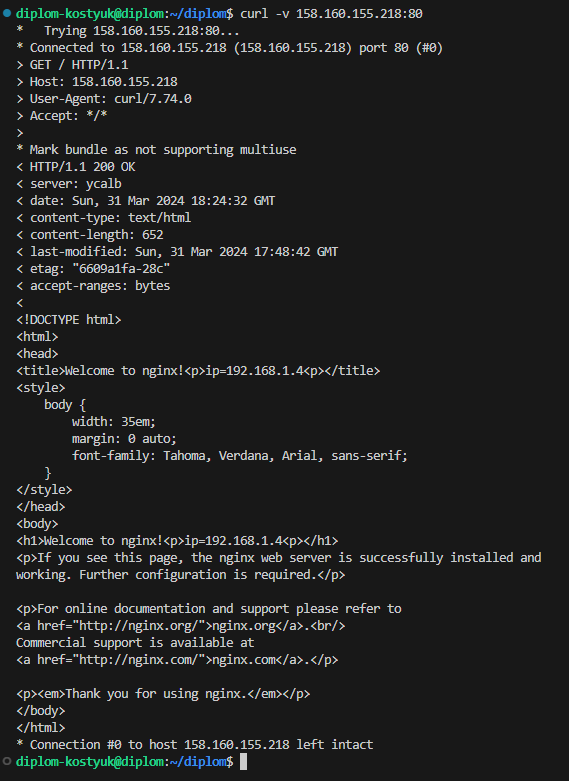 diplom-kostyuk@diplom:~/diplom$ curl -v 158.160.155.218:80
*   Trying 158.160.155.218:80...
* Connected to 158.160.155.218 (158.160.155.218) port 80 (#0)
> GET / HTTP/1.1
> Host: 158.160.155.218
> User-Agent: curl/7.74.0
> Accept: */*
>
* Mark bundle as not supporting multiuse
< HTTP/1.1 200 OK
< server: ycalb
< date: Sun, 31 Mar 2024 18:24:32 GMT
< content-type: text/html
< content-length: 652
< last-modified: Sun, 31 Mar 2024 17:48:42 GMT
< etag: "6609a1fa-28c"
< accept-ranges: bytes
<
<!DOCTYPE html>
<html>
<head>
<title>Welcome to nginx!<p>ip=192.168.1.4<p></title>
<style>
    body {
        width: 35em;
        margin: 0 auto;
        font-family: Tahoma, Verdana, Arial, sans-serif;
    }
</style>
</head>
<body>
<h1>Welcome to nginx!<p>ip=192.168.1.4<p></h1>
<p>If you see this page, the nginx web server is successfully installed and
working. Further configuration is required.</p>

<p>For online documentation and support please refer to
<a href="http://nginx.org/">nginx.org</a>.<br/>
Commercial support is available at
<a href="http://nginx.com/">nginx.com</a>.</p>

<p><em>Thank you for using nginx.</em></p>
</body>
</html>
* Connection #0 to host 158.160.155.218 left intact
diplom-kostyuk@diplom:~/diplom$